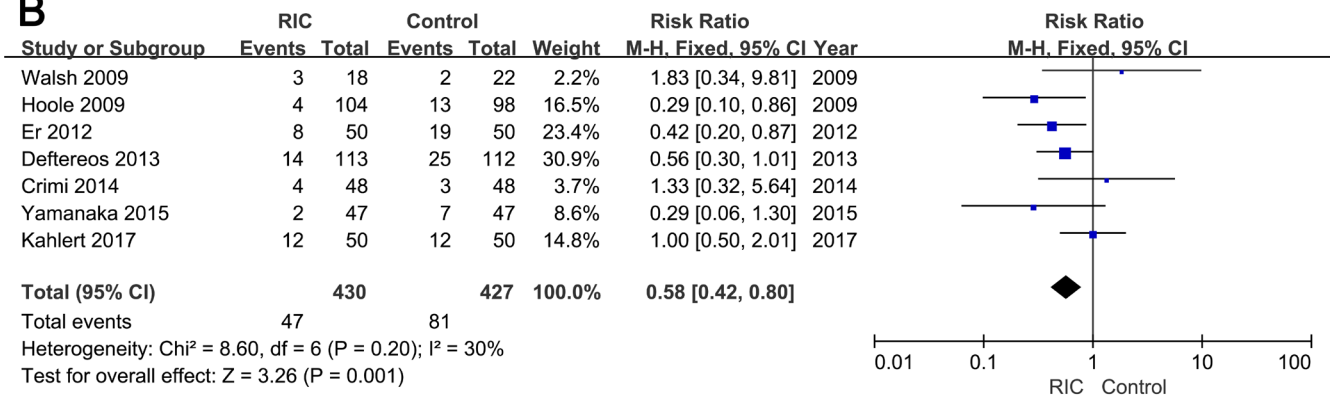 B
RIC Control Risk Ratio Risk Ratio
Study or Subgroup Events Total Events Total Weight M-H, Fixed, 95% CI Year M-H, Fixed, 95% CI
Walsh 2009 3 18 2 22 2.2% 1.83 [0.34, 9.81] 2009
Hoole 2009 4 104 13 98 16.5% 0.29 [0.10, 0.86] 2009
Er 2012 8 50 19 50 23.4% 0.42 [0.20, 0.87] 2012
Deftereos 2013 14 113 25 112 30.9% 0.56 [0.30, 1.01] 2013
Crimi 2014 4 48 3 48 3.7% 1.33 [0.32, 5.64] 2014
Yamanaka 2015 2 47 7 47 8.6% 0.29 [0.06, 1.30] 2015
Kahlert 2017 12 50 12 50 14.8% 1.00 [0.50, 2.01] 2017
Total (95% CI) 430 427 100.0% 0.58 [0.42, 0.80]
Total events 47 81
Heterogeneity: Chi² = 8.60, df = 6 (P = 0.20); I² = 30%
Test for overall effect: Z = 3.26 (P = 0.001)
0.01 0.1 1 10 100
RIC Control